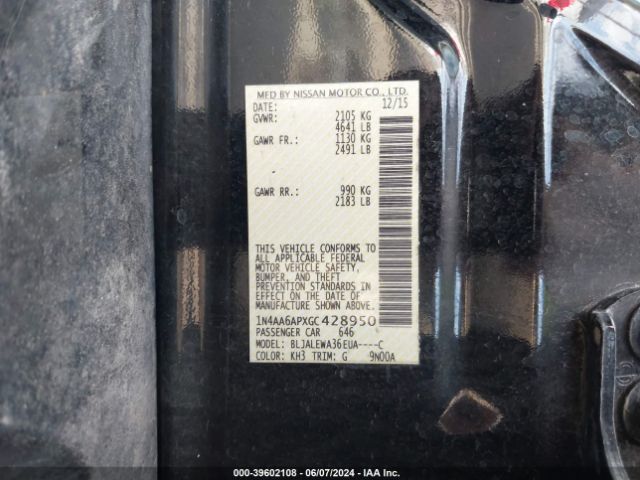 MFD BY NISSAN MOTOR CO., LTD.
DATE: 12/15
GVWR: 2105 KG
4641 LB
GAWR FR.: 1130 KG
2491 LB
GAWR RR.: 990 KG
2183 LB
THIS VEHICLE CONFORMS TO
ALL APPLICABLE FEDERAL
MOTOR VEHICLE SAFETY,
BUMPER, AND THEFT
PREVENTION STANDARDS IN
EFFECT ON THE DATE OF
MANUFACTURE SHOWN ABOVE.
1N4AA6APXGC428950
PASSENGER CAR 646
MODEL: BLJALEWA36EUA----C
COLOR: KH3 TRIM: G 9N00A
000-39602108 - 06/07/2024 - IAA Inc.